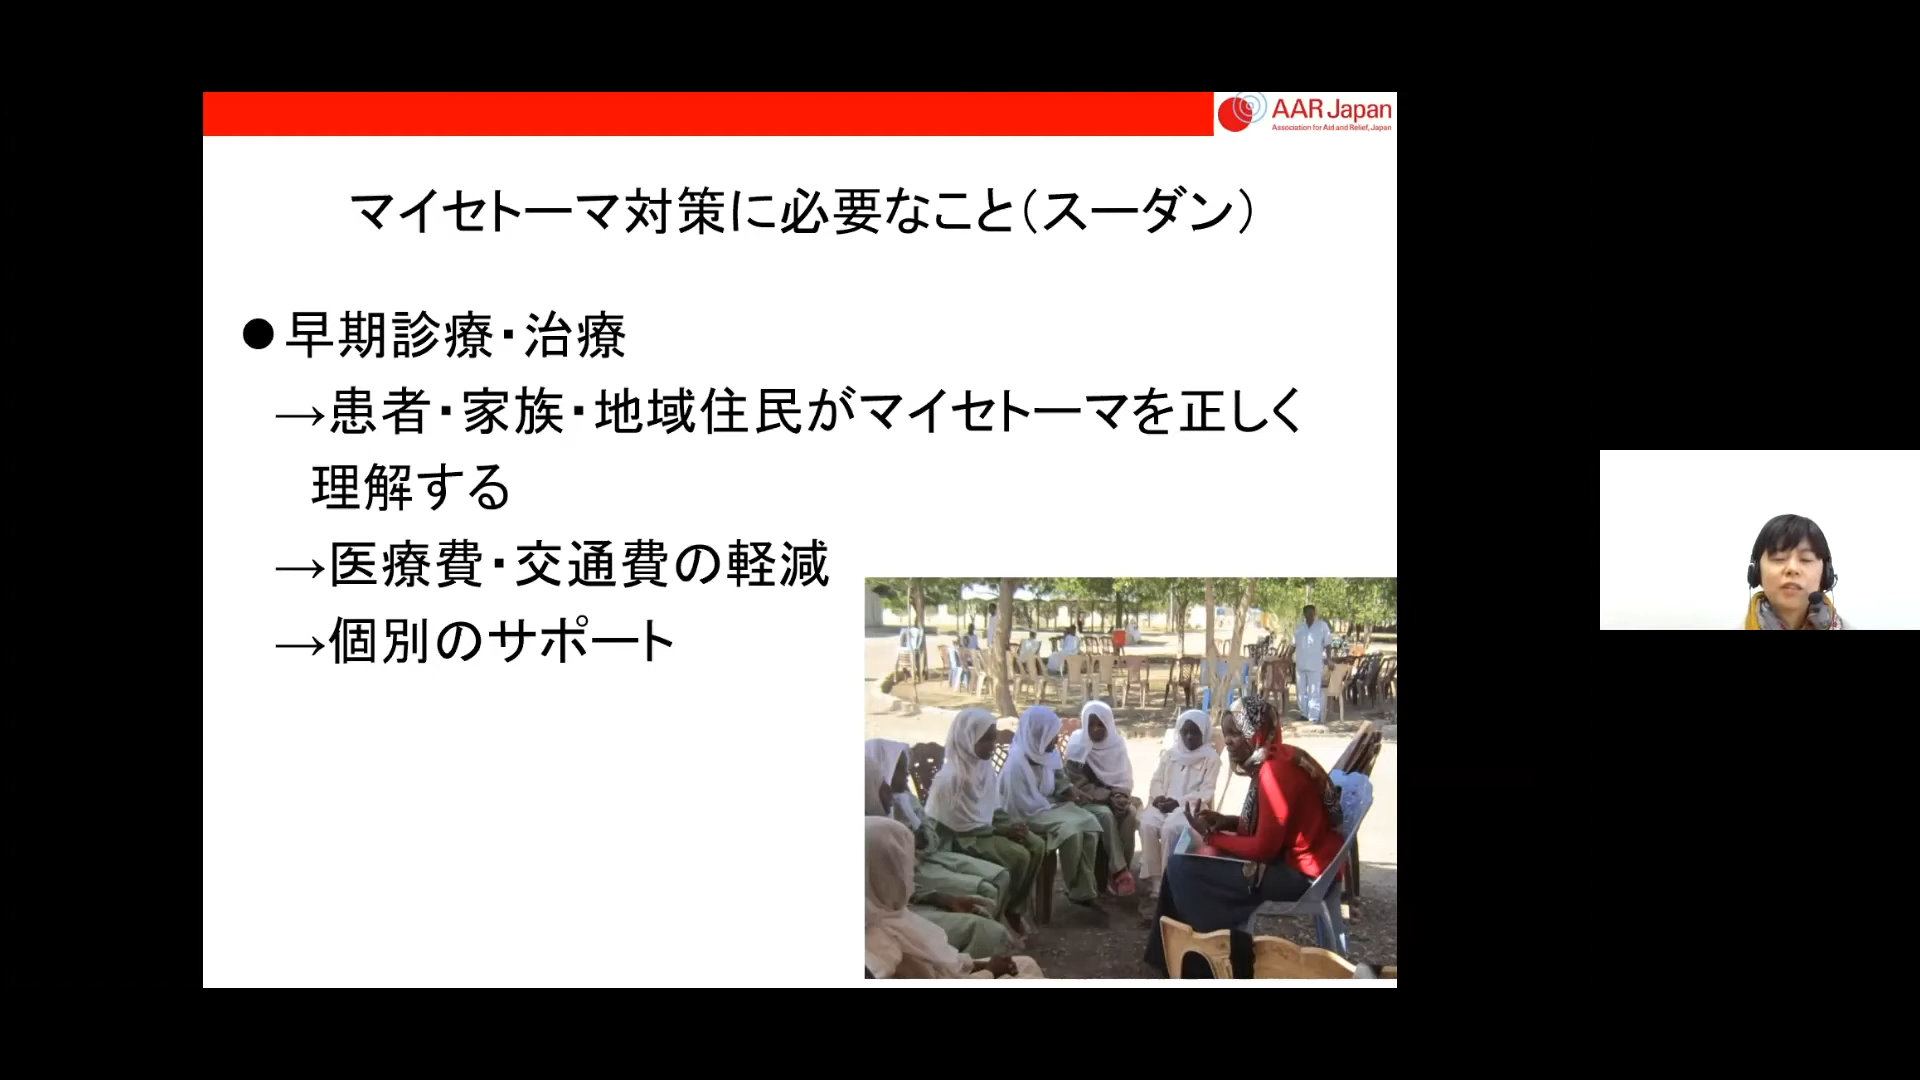 AAR Japan
Association for Aid and Relief, Japan
マイセトーマ対策に必要なこと（スーダン）
●早期診療・治療
→患者・家族・地域住民がマイセトーマを正しく
理解する
→医療費・交通費の軽減
→個別のサポート